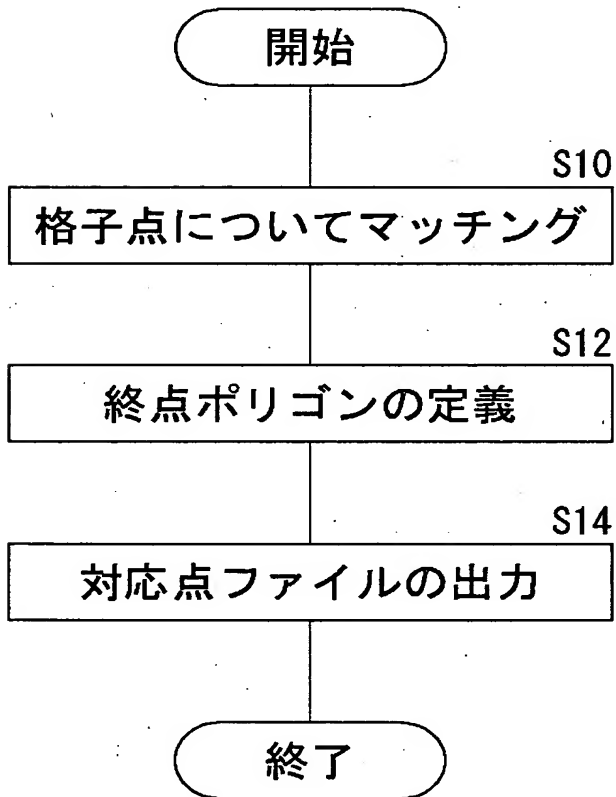 開始
S10
格子点についてマッチング
S12
終点ポリゴンの定義
S14
対応点ファイルの出力
終了